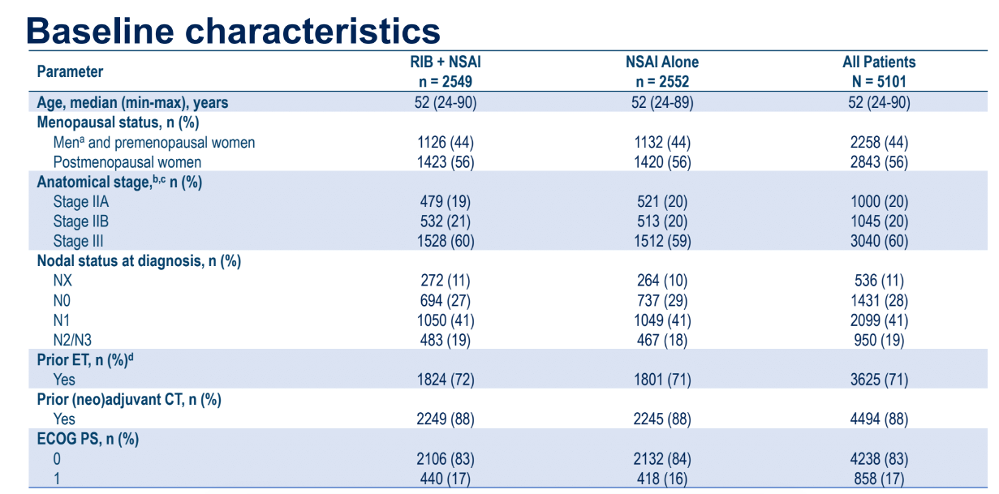 Baseline characteristics
Parameter RIB + NSAI n = 2549 NSAI Alone n = 2552 All Patients N = 5101
Age, median (min-max), years 52 (24-90) 52 (24-89) 52 (24-90)
Menopausal status, n (%)
Menᵃ and premenopausal women 1126 (44) 1132 (44) 2258 (44)
Postmenopausal women 1423 (56) 1420 (56) 2843 (56)
Anatomical stage,ᵇ,ᶜ n (%)
Stage IIA 479 (19) 521 (20) 1000 (20)
Stage IIB 532 (21) 513 (20) 1045 (20)
Stage III 1528 (60) 1512 (59) 3040 (60)
Nodal status at diagnosis, n (%)
NX 272 (11) 264 (10) 536 (11)
N0 694 (27) 737 (29) 1431 (28)
N1 1050 (41) 1049 (41) 2099 (41)
N2/N3 483 (19) 467 (18) 950 (19)
Prior ET, n (%)ᵈ
Yes 1824 (72) 1801 (71) 3625 (71)
Prior (neo)adjuvant CT, n (%)
Yes 2249 (88) 2245 (88) 4494 (88)
ECOG PS, n (%)
0 2106 (83) 2132 (84) 4238 (83)
1 440 (17) 418 (16) 858 (17)